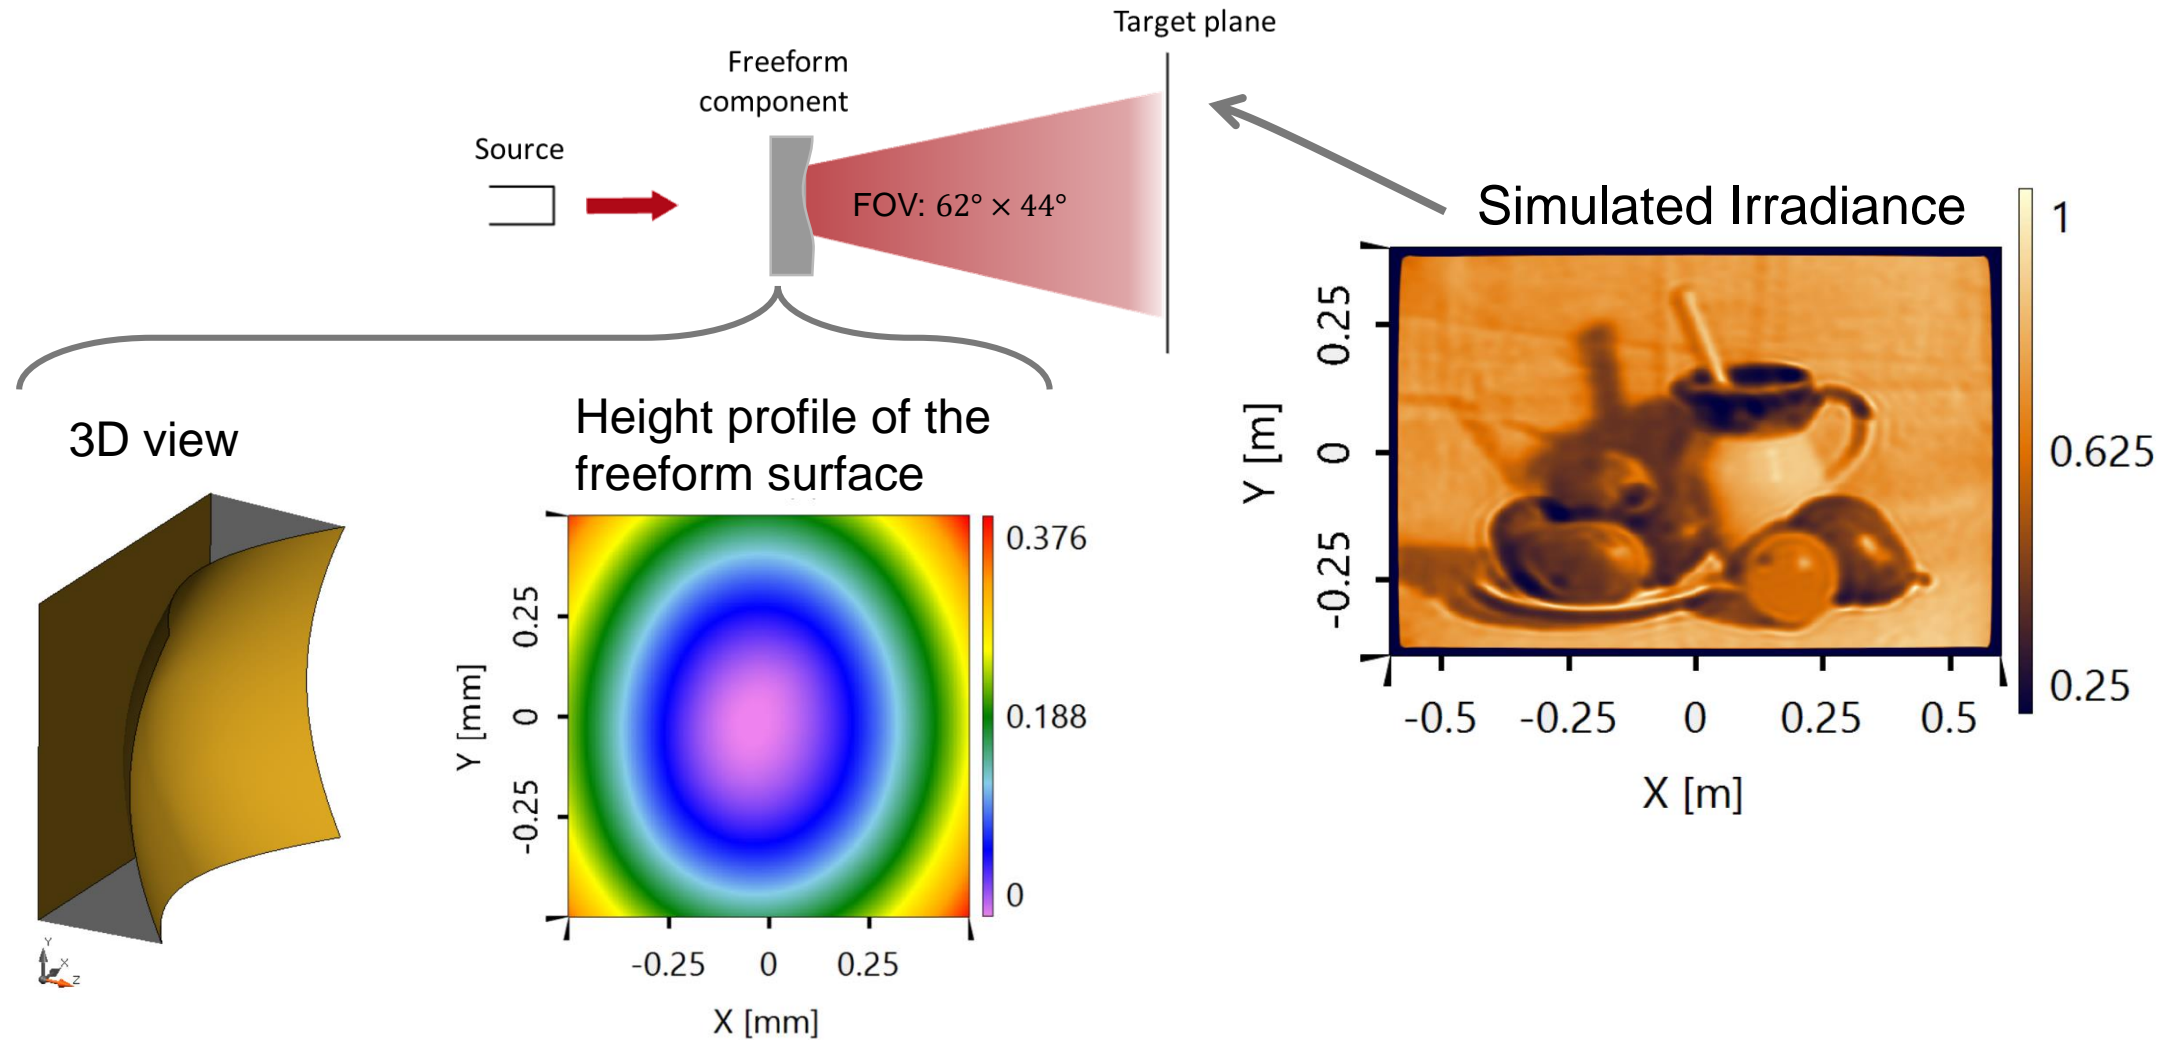 Target plane
Freeform
component
Source
FOV: 62° × 44°
Simulated Irradiance
1
0.625
0.25
0.25
0
-0.25
Y [m]
-0.5 -0.25 0 0.25 0.5
X [m]
3D view
Height profile of the
freeform surface
0.376
0.188
0
0.25
0
-0.25
Y [mm]
-0.25 0 0.25
X [mm]
Y
X
Z